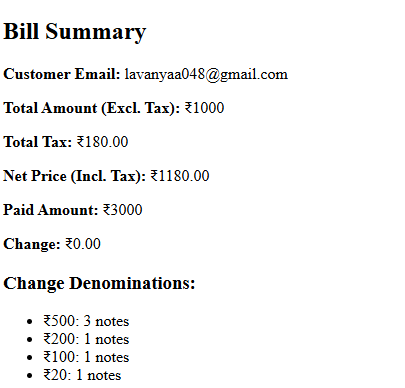 Bill Summary
Customer Email: lavanyaa048@gmail.com
Total Amount (Excl. Tax): ₹1000
Total Tax: ₹180.00
Net Price (Incl. Tax): ₹1180.00
Paid Amount: ₹3000
Change: ₹0.00
Change Denominations:
• ₹500: 3 notes
• ₹200: 1 notes
• ₹100: 1 notes
• ₹20: 1 notes